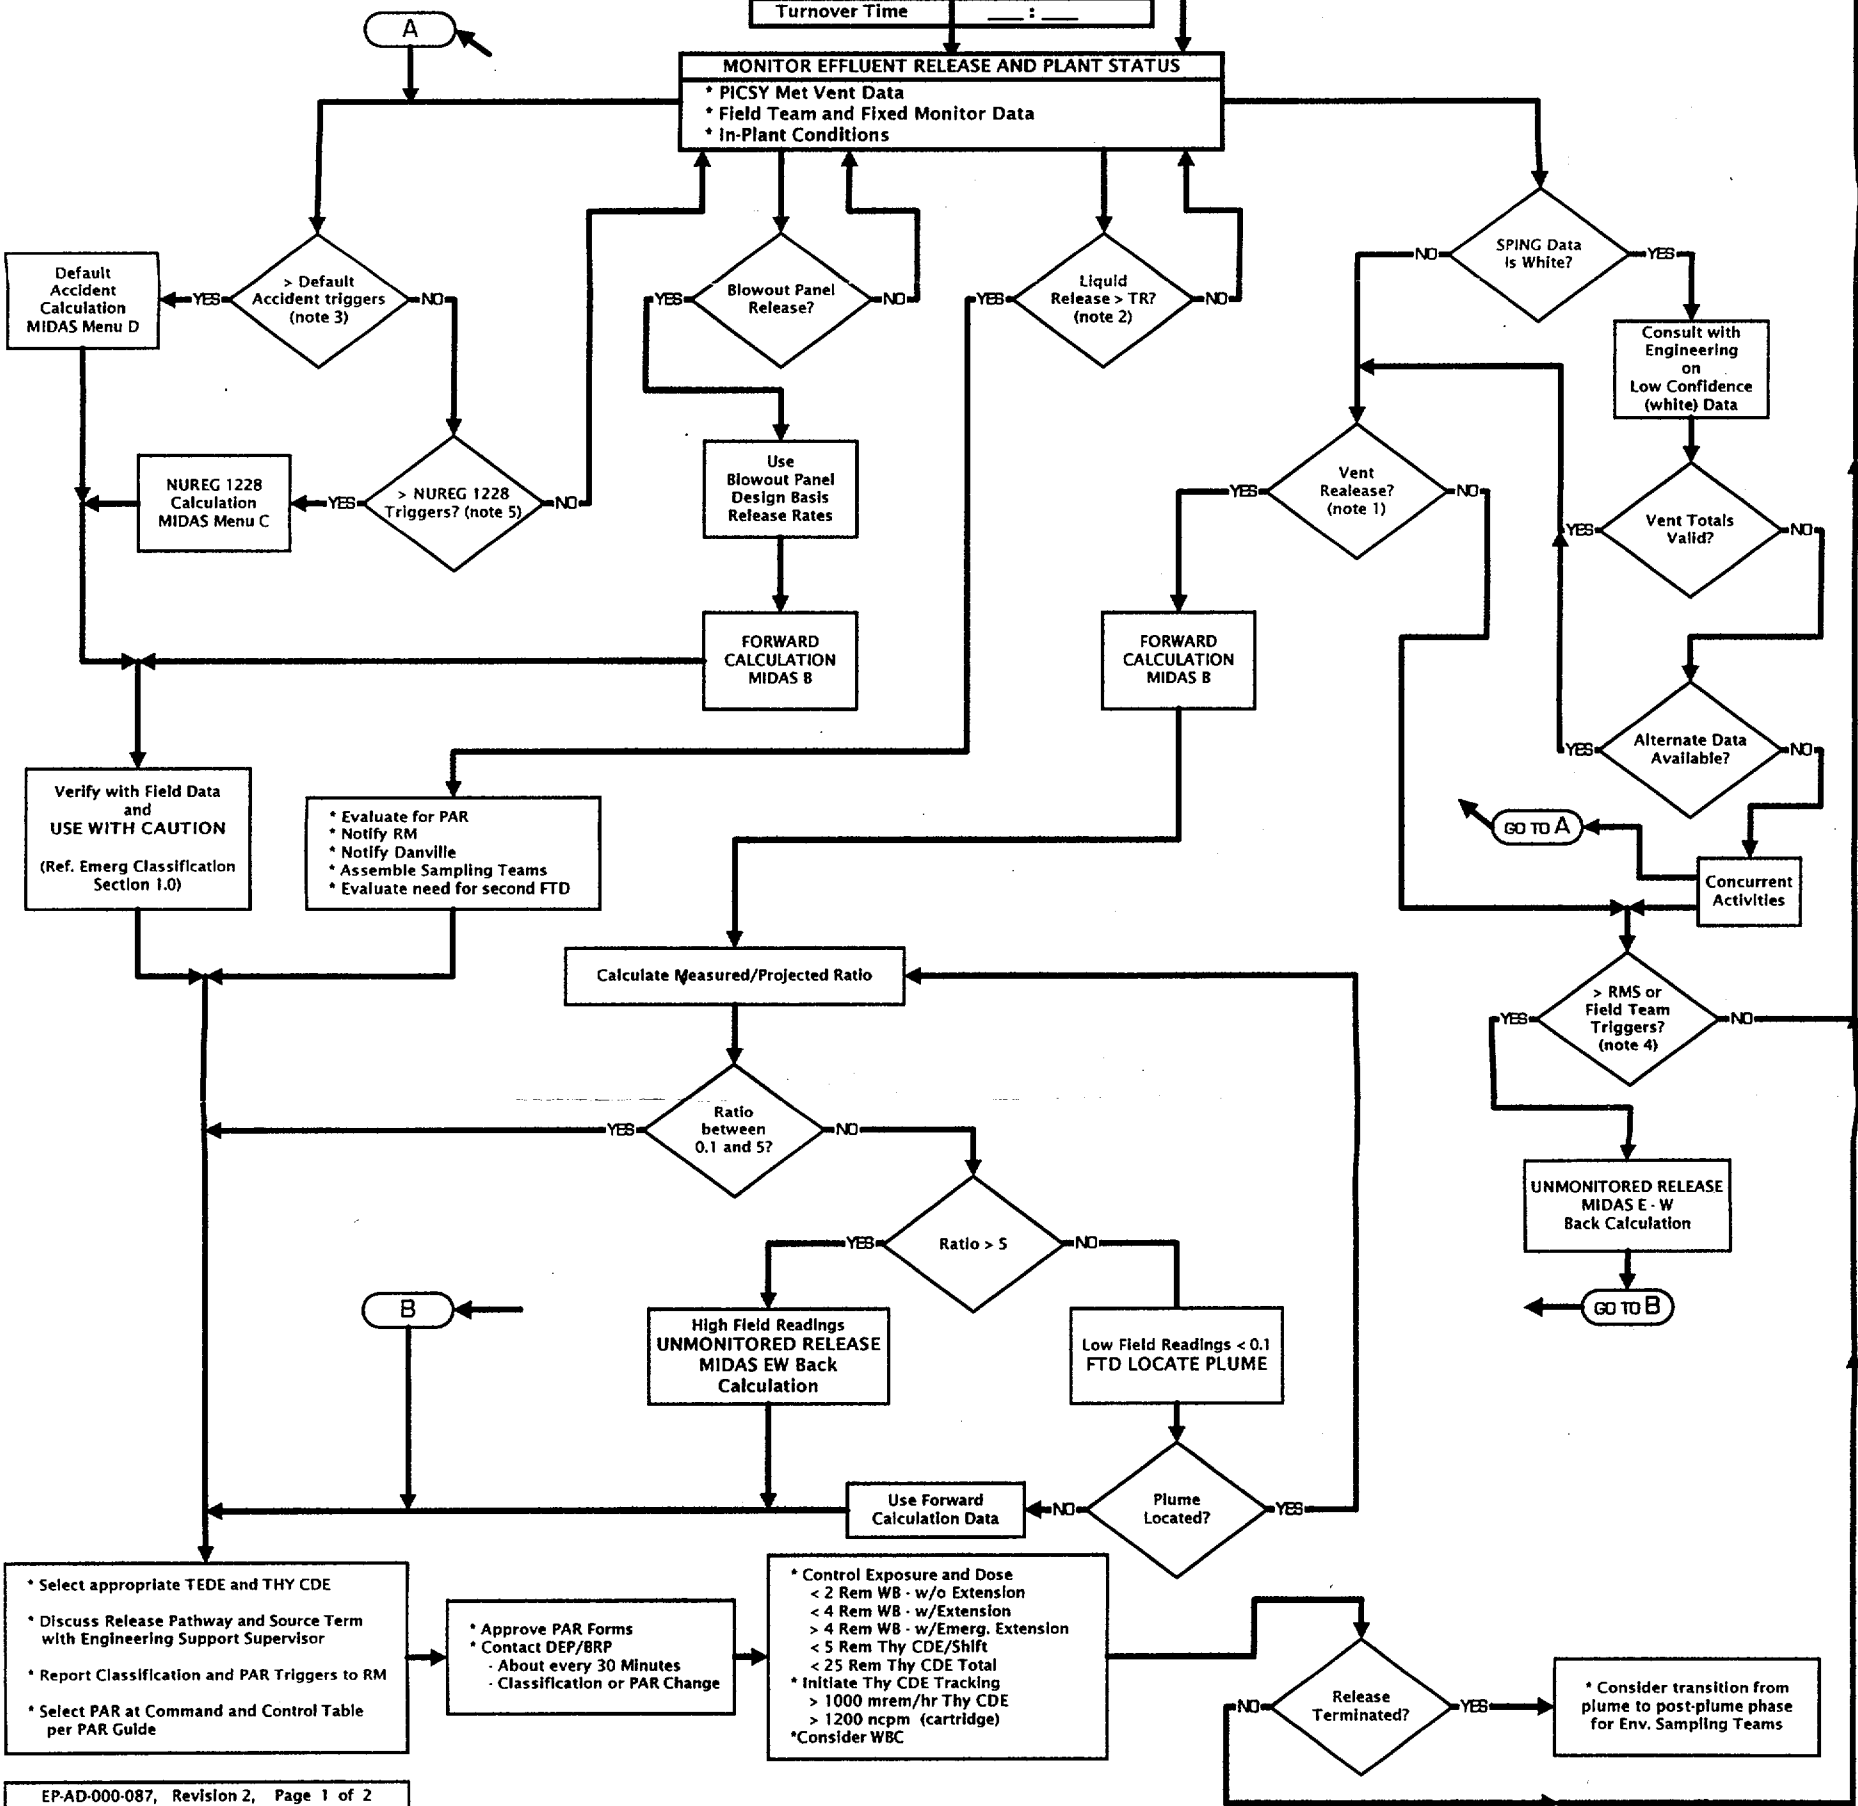 Turnover Time ___ : ___
A
MONITOR EFFLUENT RELEASE AND PLANT STATUS
* PICSY Met Vent Data
* Field Team and Fixed Monitor Data
* In-Plant Conditions
SPING Data
is White?
NO
YES
Default
Accident
Calculation
MIDAS Menu D
YES
> Default
Accident triggers
(note 3)
NO
YES
Blowout Panel
Release?
NO
YES
Liquid
Release > TR?
(note 2)
NO
Consult with
Engineering
on
Low Confidence
(white) Data
NUREG 1228
Calculation
MIDAS Menu C
YES
> NUREG 1228
Triggers? (note 5)
NO
Use
Blowout Panel
Design Basis
Release Rates
YES
Vent
Realease?
(note 1)
NO
YES
Vent Totals
Valid?
NO
FORWARD
CALCULATION
MIDAS B
FORWARD
CALCULATION
MIDAS B
YES
Alternate Data
Available?
NO
Verify with Field Data
and
USE WITH CAUTION
(Ref. Emerg Classification
Section 1.0)
* Evaluate for PAR
* Notify RM
* Notify Danville
* Assemble Sampling Teams
* Evaluate need for second FTD
GO TO A
Concurrent
Activities
Calculate Measured/Projected Ratio
YES
> RMS or
Field Team
Triggers?
(note 4)
NO
YES
Ratio
between
0.1 and 5?
NO
UNMONITORED RELEASE
MIDAS E - W
Back Calculation
YES
Ratio > 5
NO
B
GO TO B
High Field Readings
UNMONITORED RELEASE
MIDAS EW Back
Calculation
Low Field Readings < 0.1
FTD LOCATE PLUME
Use Forward
Calculation Data
NO
Plume
Located?
YES
* Select appropriate TEDE and THY CDE
* Discuss Release Pathway and Source Term
with Engineering Support Supervisor
* Report Classification and PAR Triggers to RM
* Select PAR at Command and Control Table
per PAR Guide
* Approve PAR Forms
* Contact DEP/BRP
- About every 30 Minutes
- Classification or PAR Change
* Control Exposure and Dose
< 2 Rem WB - w/o Extension
< 4 Rem WB - w/Extension
> 4 Rem WB - w/Emerg. Extension
< 5 Rem Thy CDE/Shift
< 25 Rem Thy CDE Total
* Initiate Thy CDE Tracking
> 1000 mrem/hr Thy CDE
> 1200 ncpm (cartridge)
*Consider WBC
NO
Release
Terminated?
YES
* Consider transition from
plume to post-plume phase
for Env. Sampling Teams
EP-AD-000-087, Revision 2, Page 1 of 2